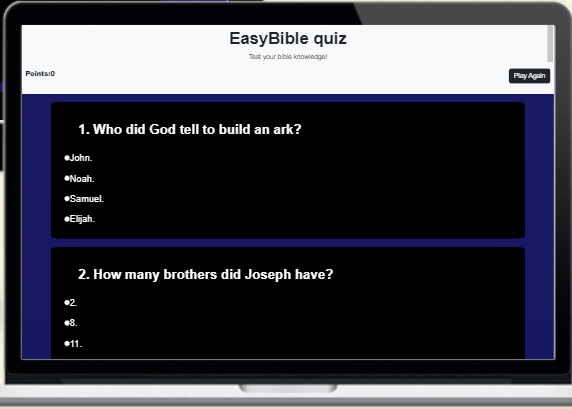 EasyBible quiz
Test your bible knowledge!
Points:0
Play Again
1. Who did God tell to build an ark?
John.
Noah.
Samuel.
Elijah.
2. How many brothers did Joseph have?
2.
8.
11.